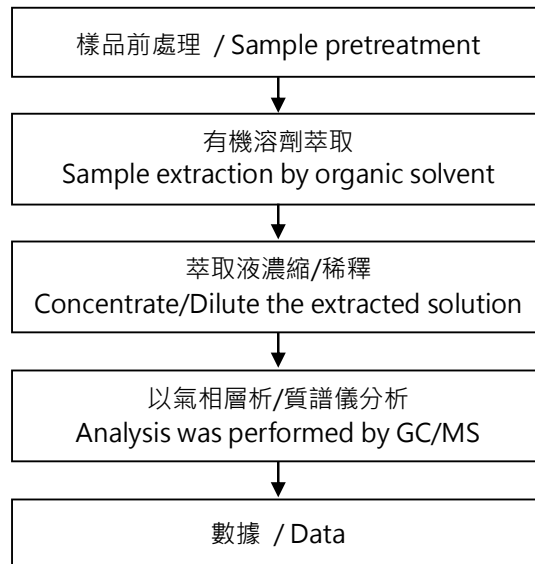 樣品前處理 / Sample pretreatment
有機溶劑萃取
Sample extraction by organic solvent
萃取液濃縮/稀釋
Concentrate/Dilute the extracted solution
以氣相層析/質譜儀分析
Analysis was performed by GC/MS
數據 / Data